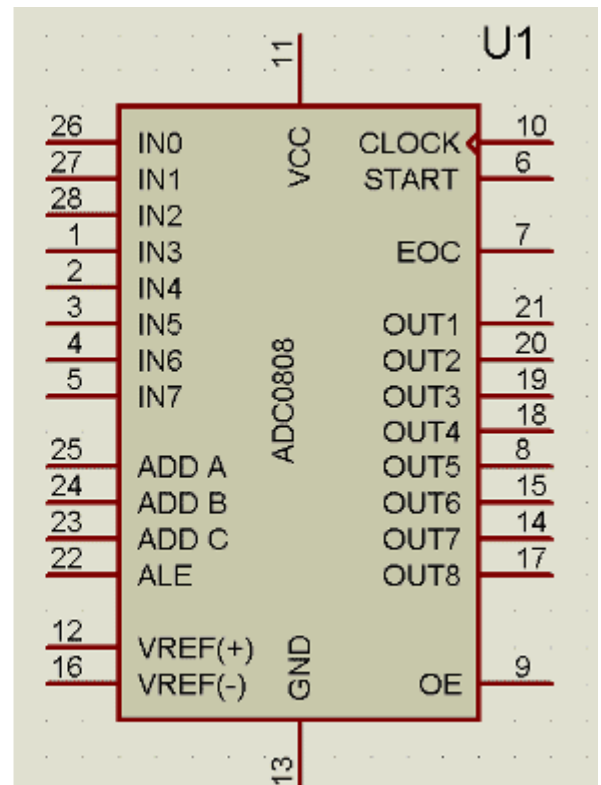 U1
11
VCC
26 IN0
27 IN1
28 IN2
1 IN3
2 IN4
3 IN5
4 IN6
5 IN7
25 ADD A
24 ADD B
23 ADD C
22 ALE
12 VREF(+)
16 VREF(-)
ADC0808
CLOCK 10
START 6
EOC 7
OUT1 21
OUT2 20
OUT3 19
OUT4 18
OUT5 8
OUT6 15
OUT7 14
OUT8 17
OE 9
GND
13